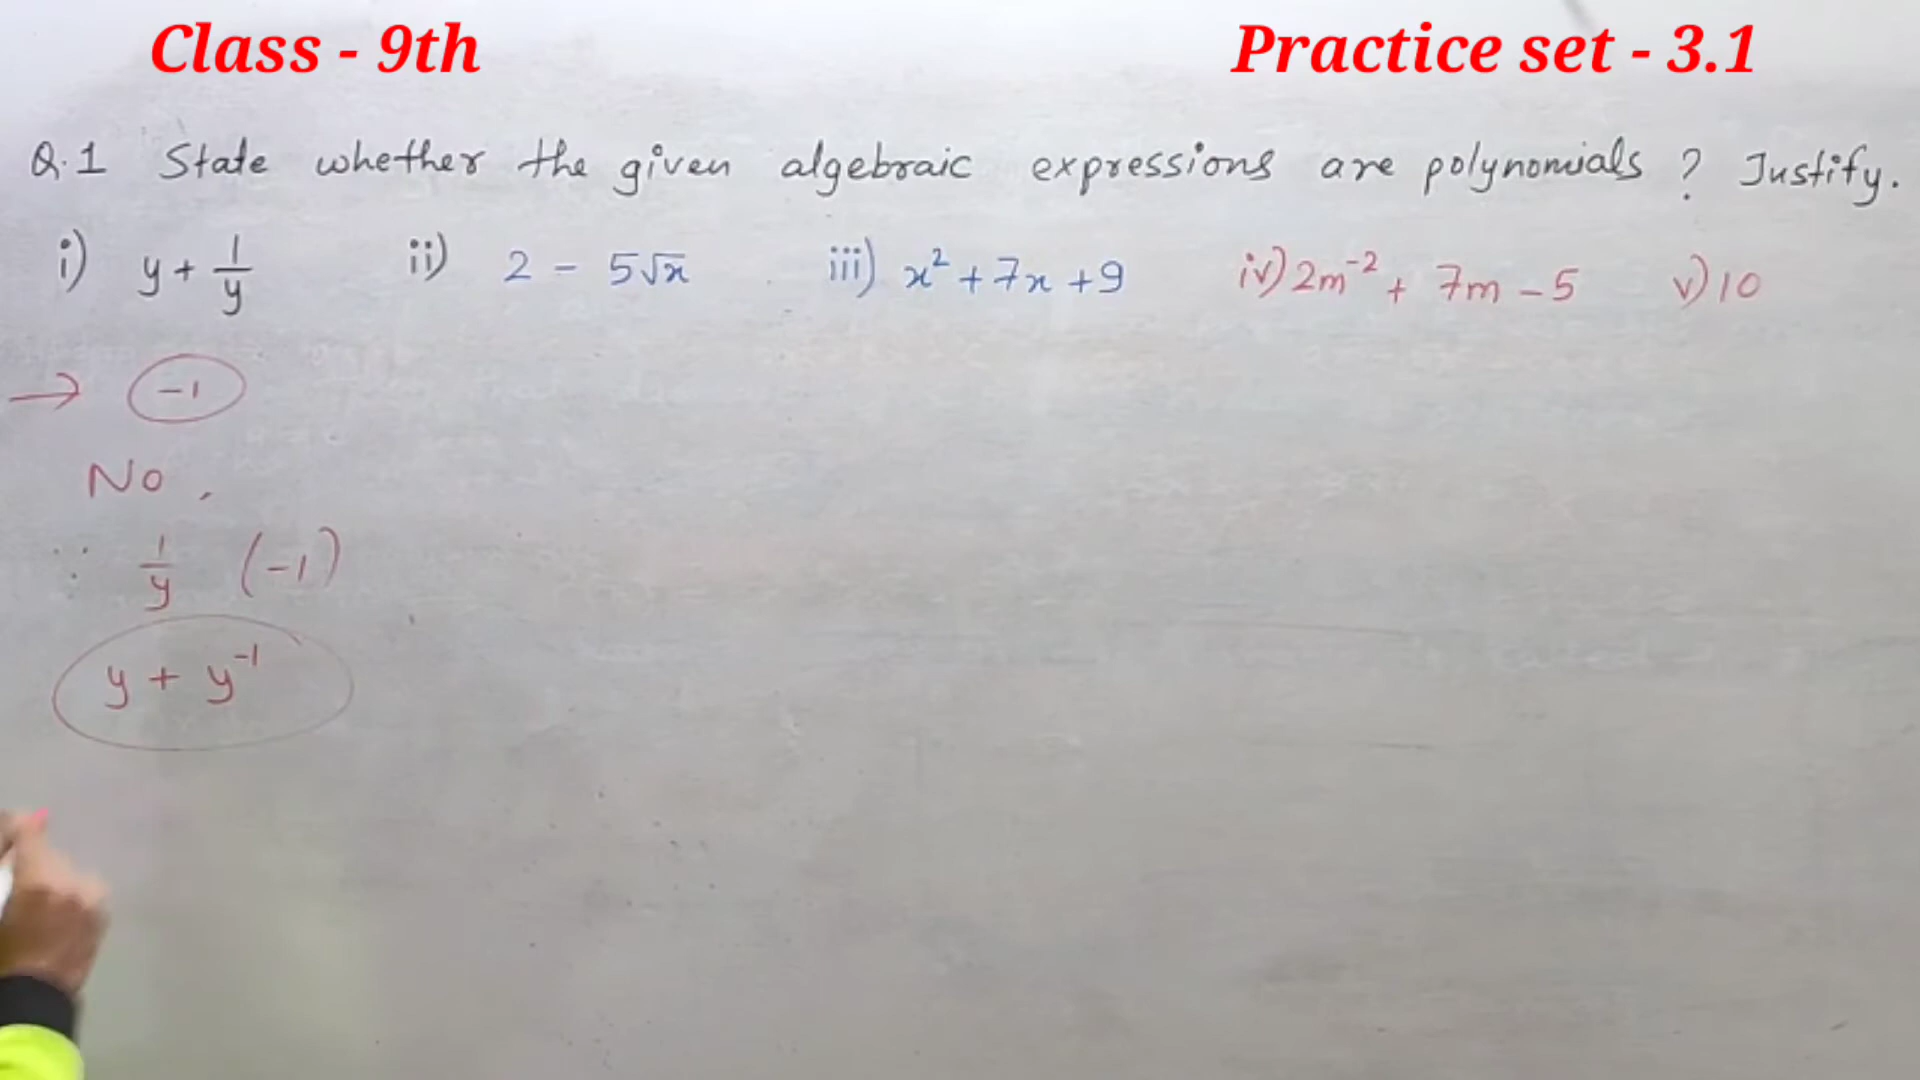 Class - 9th Practice set - 3.1
Q.1 State whether the given algebraic expressions are polynomials ? Justify.
i) y + 1/y ii) 2 - 5√x iii) x² + 7x + 9 iv) 2m⁻² + 7m - 5 v) 10
→ -1
No,
∵ 1/y (-1)
y + y⁻¹